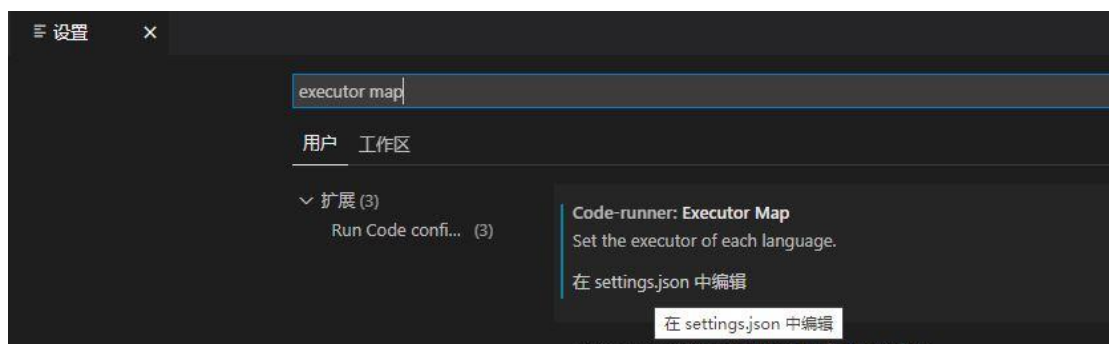 设置
executor map
用户 工作区
扩展 (3)
Run Code confi... (3)
Code-runner: Executor Map
Set the executor of each language.
在 settings.json 中编辑
在 settings.json 中编辑